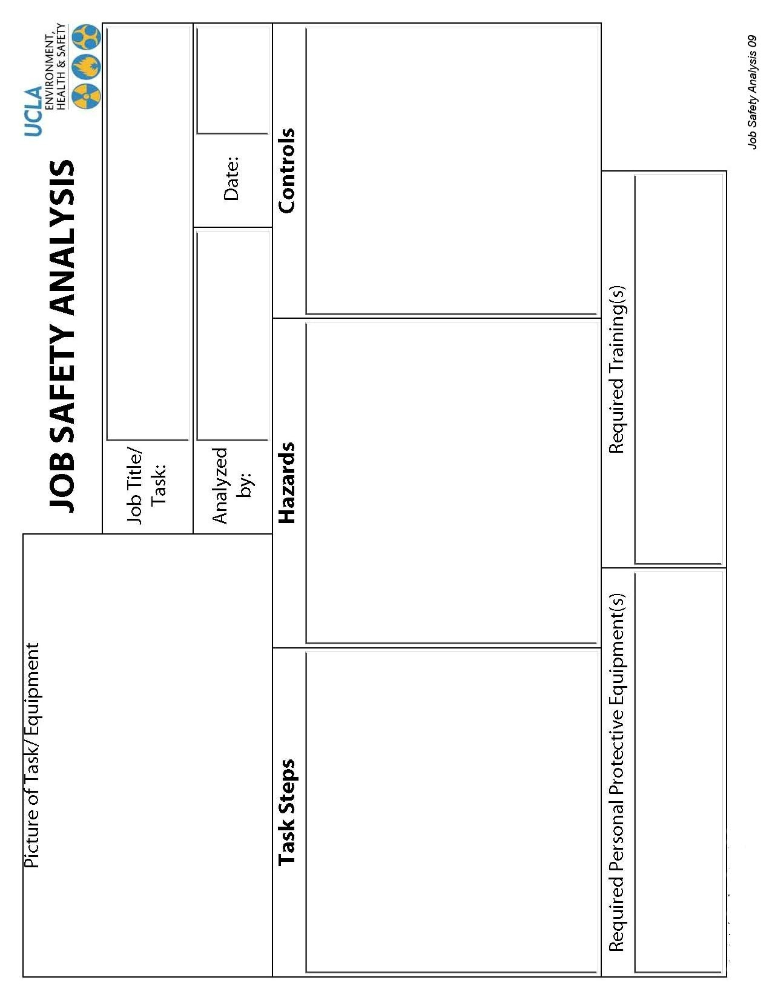 Picture of Task/ Equipment
JOB SAFETY ANALYSIS
UCLA
ENVIRONMENT,
HEALTH & SAFETY
Job Title/
Task:
Analyzed
by:
Date:
Task Steps
Hazards
Controls
Required Personal Protective Equipment(s)
Required Training(s)
Job Safety Analysis 09